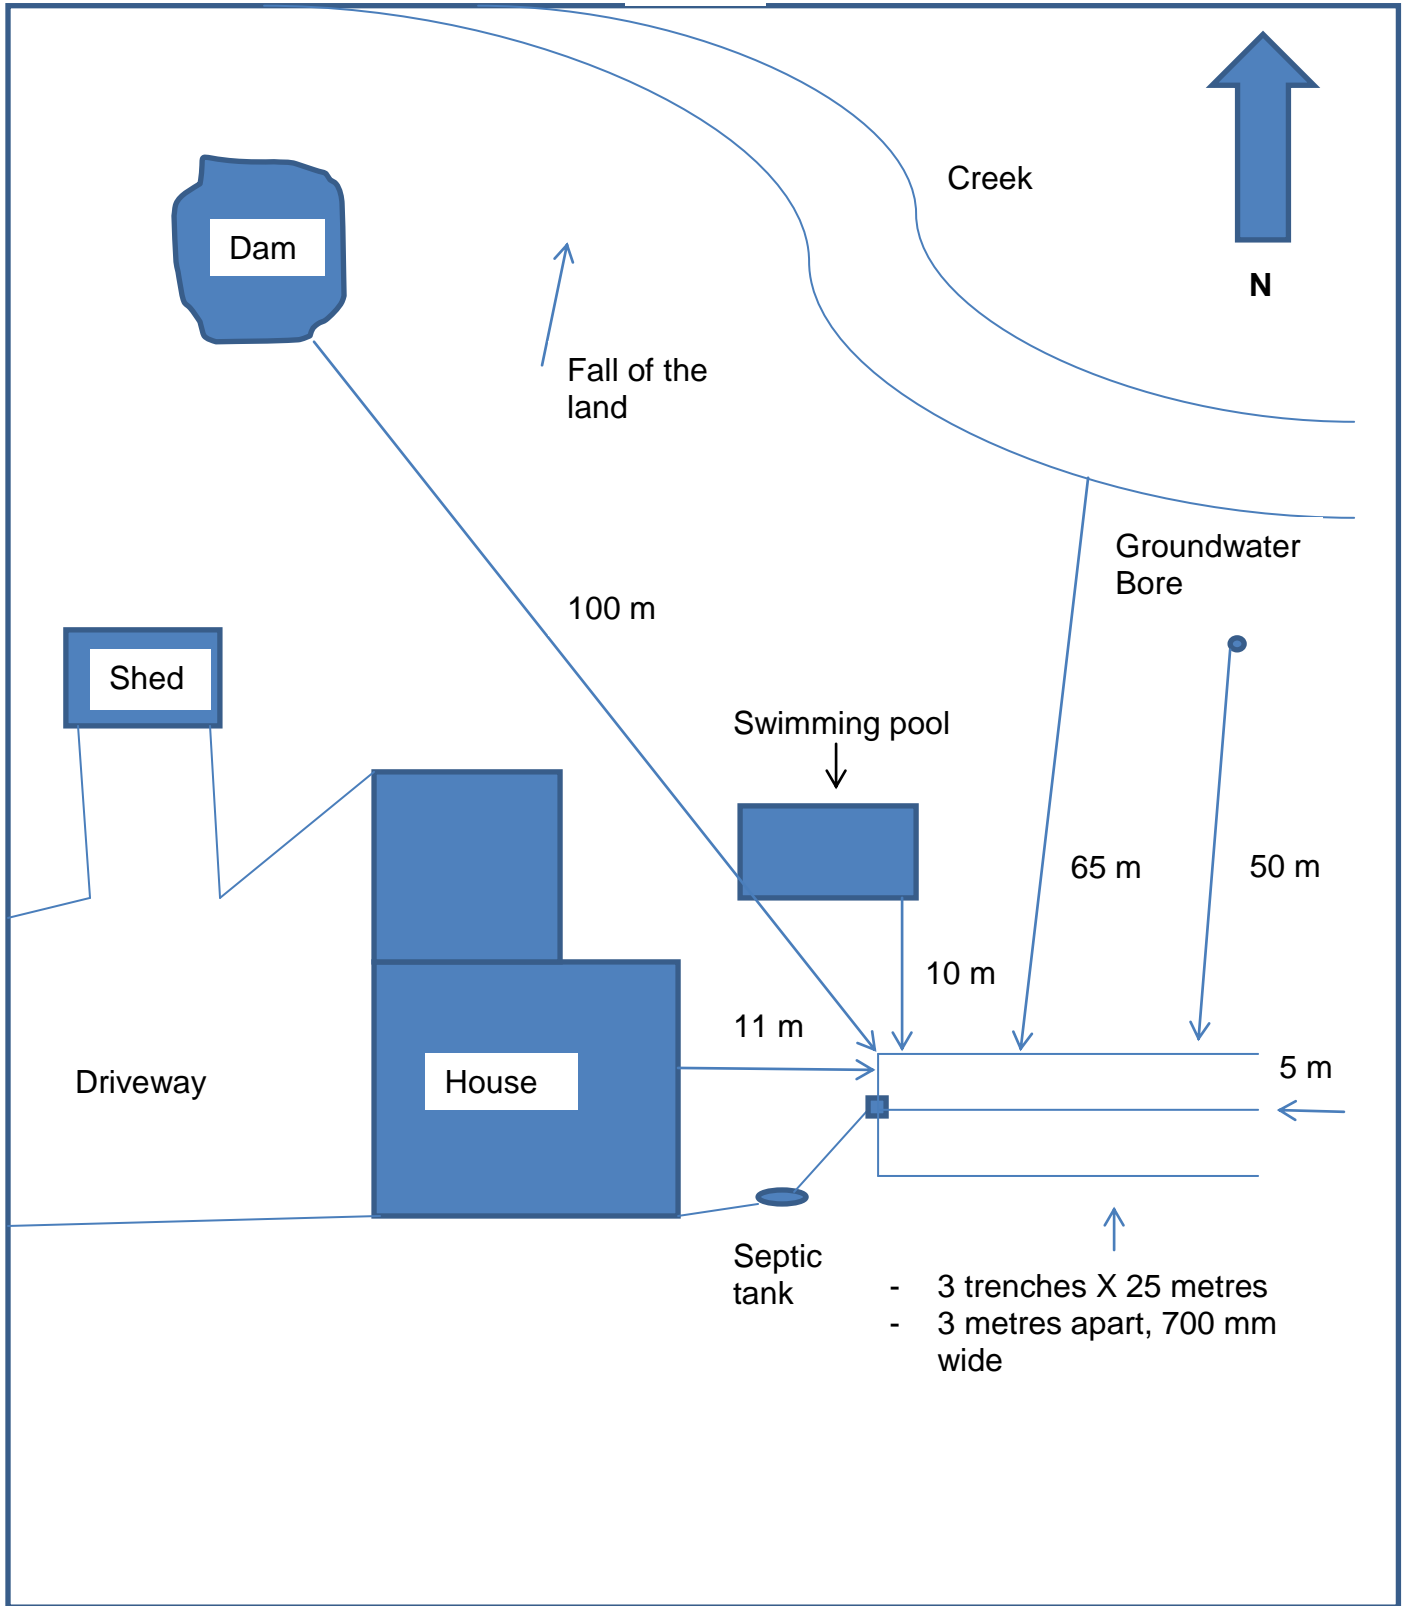 Creek
N
Dam
Fall of the
land
Groundwater
Bore
100 m
Shed
Swimming pool
65 m
50 m
10 m
11 m
5 m
Driveway
House
Septic
tank
- 3 trenches X 25 metres
- 3 metres apart, 700 mm
wide